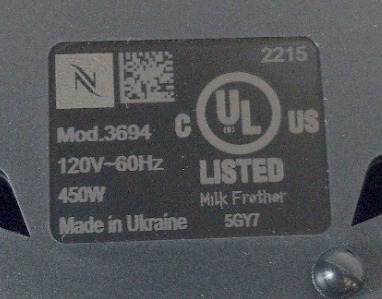 2215
C UL US
LISTED
Milk Frother
5GY7
Mod.3694
120V~60Hz
450W
Made in Ukraine